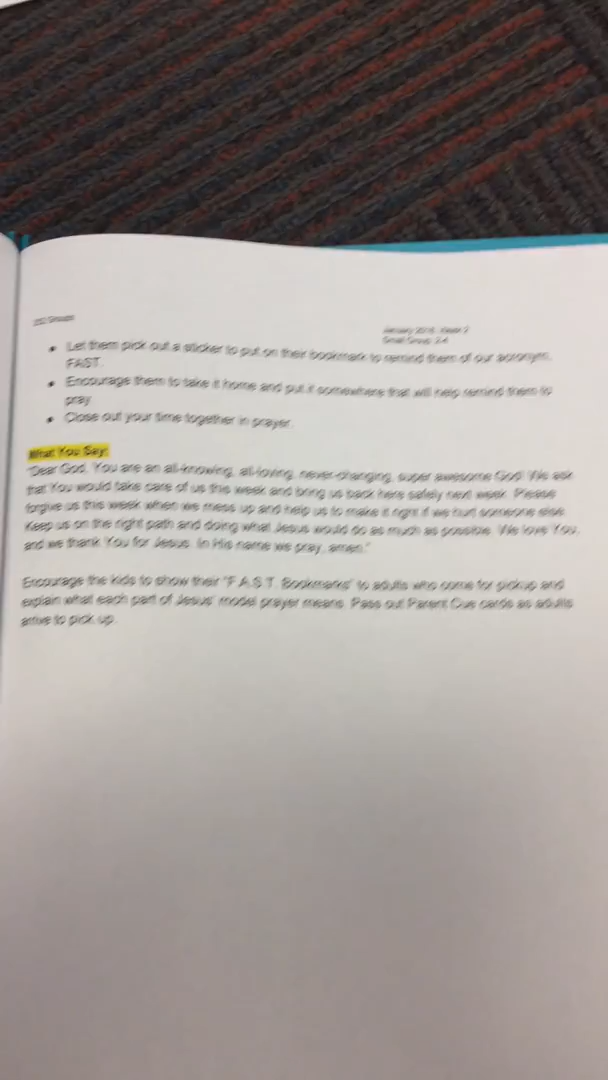 252 Groups
January 2016, Week 2
Small Group, 2-4
• Let them pick out a sticker to put on their bookmark to remind them of our acronym,
FAST.
• Encourage them to take it home and put it somewhere that will help remind them to
pray.
• Close out your time together in prayer.
What You Say:
"Dear God, You are an all-knowing, all-loving, never-changing, super awesome God! We ask
that You would take care of us this week and bring us back here safely next week. Please
forgive us this week when we mess up and help us to make it right if we hurt someone else.
Keep us on the right path and doing what Jesus would do as much as possible. We love You,
and we thank You for Jesus. In His name we pray, amen."
Encourage the kids to show their "F.A.S.T. Bookmarks" to adults who come for pickup and
explain what each part of Jesus' model prayer means. Pass out Parent Cue cards as adults
arrive to pick up.